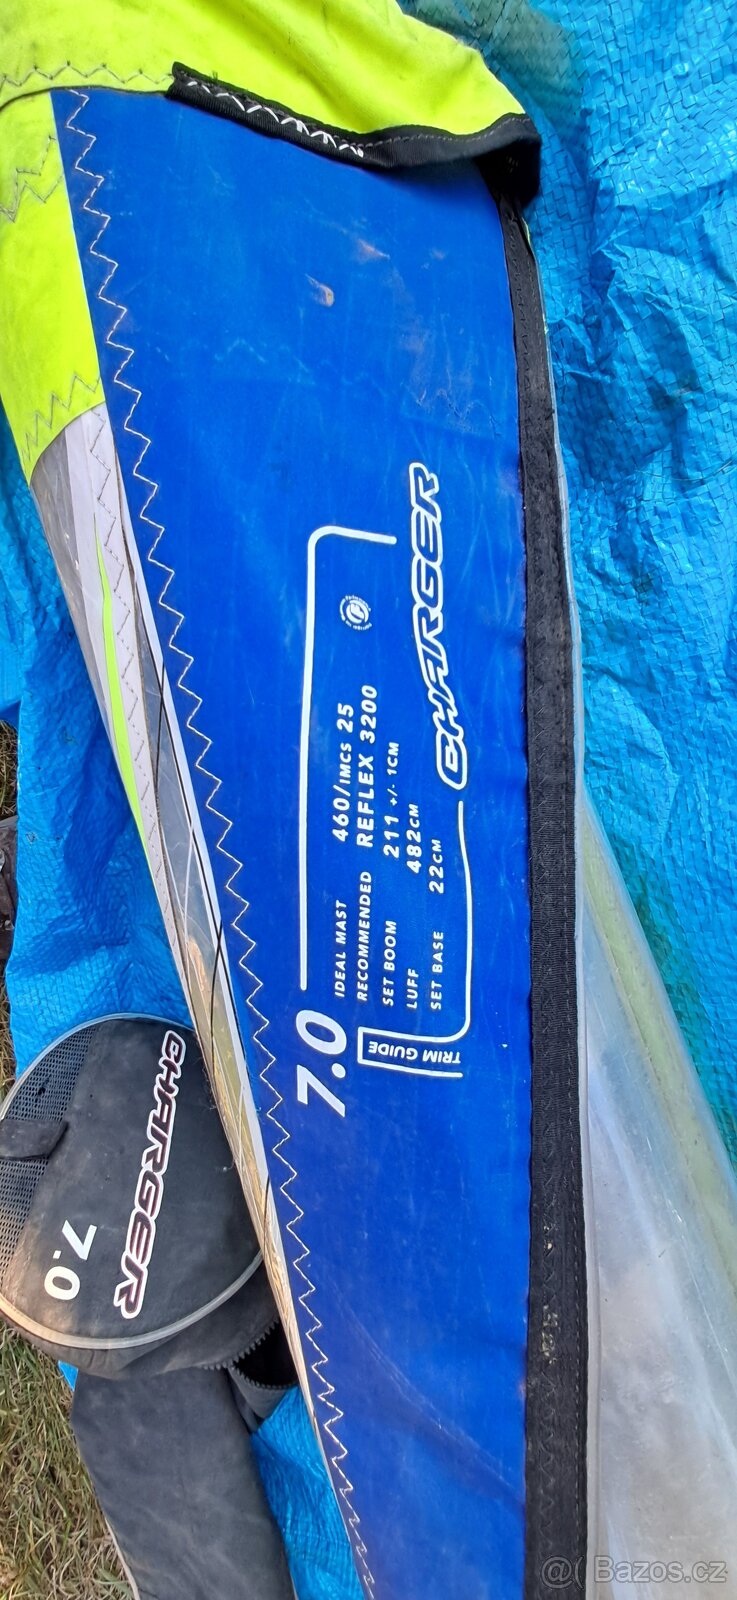 CHARGER
7.0
IDEAL MAST 460/IMCS 25
RECOMMENDED REFLEX 3200
SET BOOM 211 +/- 1CM
LUFF 482CM
SET BASE 22CM
TRIM GUIDE
CHARGER
7.0
@( Bazos.cz